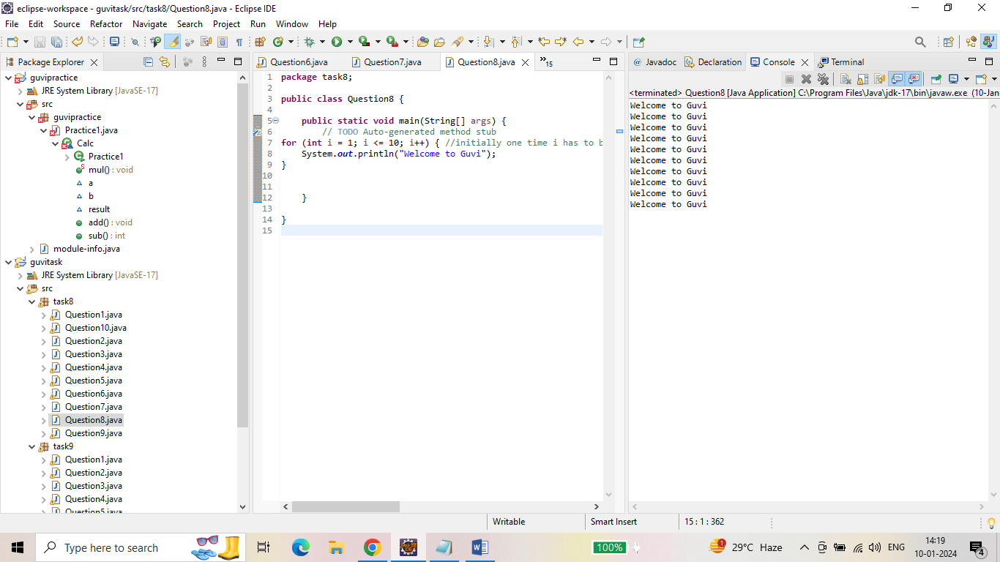 eclipse-workspace - guvitask/src/task8/Question8.java - Eclipse IDE
File Edit Source Refactor Navigate Search Project Run Window Help
Package Explorer
guvipractice
JRE System Library [JavaSE-17]
src
guvipractice
Practice1.java
Calc
Practice1
mul() : void
a
b
result
add() : void
sub() : int
module-info.java
guvitask
JRE System Library [JavaSE-17]
src
task8
Question1.java
Question10.java
Question2.java
Question3.java
Question4.java
Question5.java
Question6.java
Question7.java
Question8.java
Question9.java
task9
Question1.java
Question2.java
Question3.java
Question4.java
Question5.java
Question6.java Question7.java Question8.java 15
1 package task8;
2
3 public class Question8 {
4
5 public static void main(String[] args) {
6 // TODO Auto-generated method stub
7 for (int i = 1; i <= 10; i++) { //initially one time i has to b
8 System.out.println("Welcome to Guvi");
9 }
10
11
12 }
13
14 }
15
@ Javadoc Declaration Console Terminal
<terminated> Question8 [Java Application] C:\Program Files\Java\jdk-17\bin\javaw.exe (10-Jan
Welcome to Guvi
Welcome to Guvi
Welcome to Guvi
Welcome to Guvi
Welcome to Guvi
Welcome to Guvi
Welcome to Guvi
Welcome to Guvi
Welcome to Guvi
Welcome to Guvi
Writable Smart Insert 15 : 1 : 362
Type here to search
100%
1
29°C Haze
ENG
14:19
10-01-2024
4